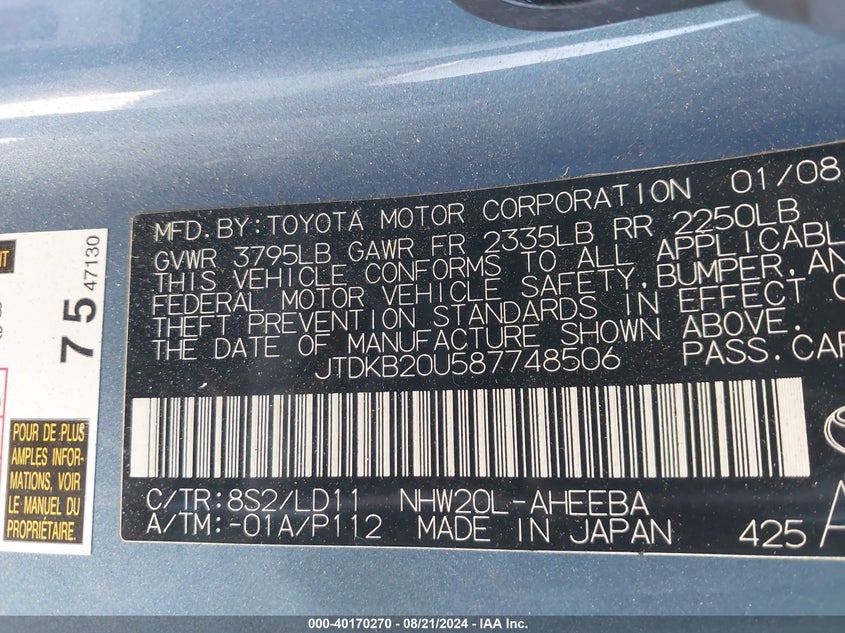 MFD. BY: TOYOTA MOTOR CORPORATION 01/08
GVWR 3795LB GAWR FR 2335LB RR 2250LB
THIS VEHICLE CONFORMS TO ALL APPLICABL
FEDERAL MOTOR VEHICLE SAFETY, BUMPER, AN
THEFT PREVENTION STANDARDS IN EFFECT O
THE DATE OF MANUFACTURE SHOWN ABOVE.
JTDKB20U587748506 PASS. CAR
C/TR: 8S2/LD11 NHW20L-AHEEBA
A/TM: -01A/P112 MADE IN JAPAN 425
75 47130
POUR DE PLUS
AMPLES INFOR-
MATIONS, VOIR
LE MANUEL DU
PROPRIÉTAIRE.
000-40170270 - 08/21/2024 - IAA Inc.